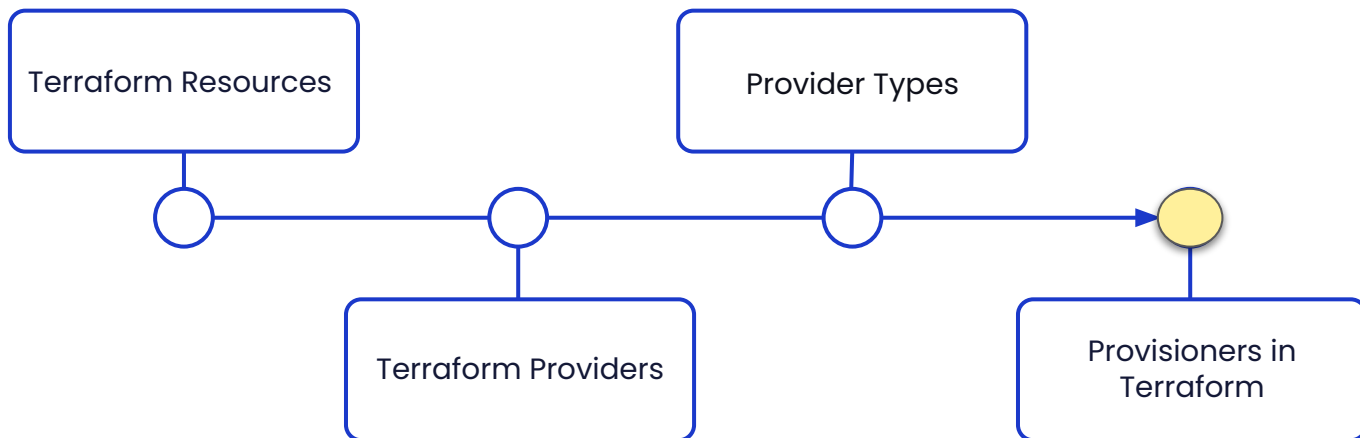 Terraform Resources
Provider Types
Terraform Providers
Provisioners in
Terraform